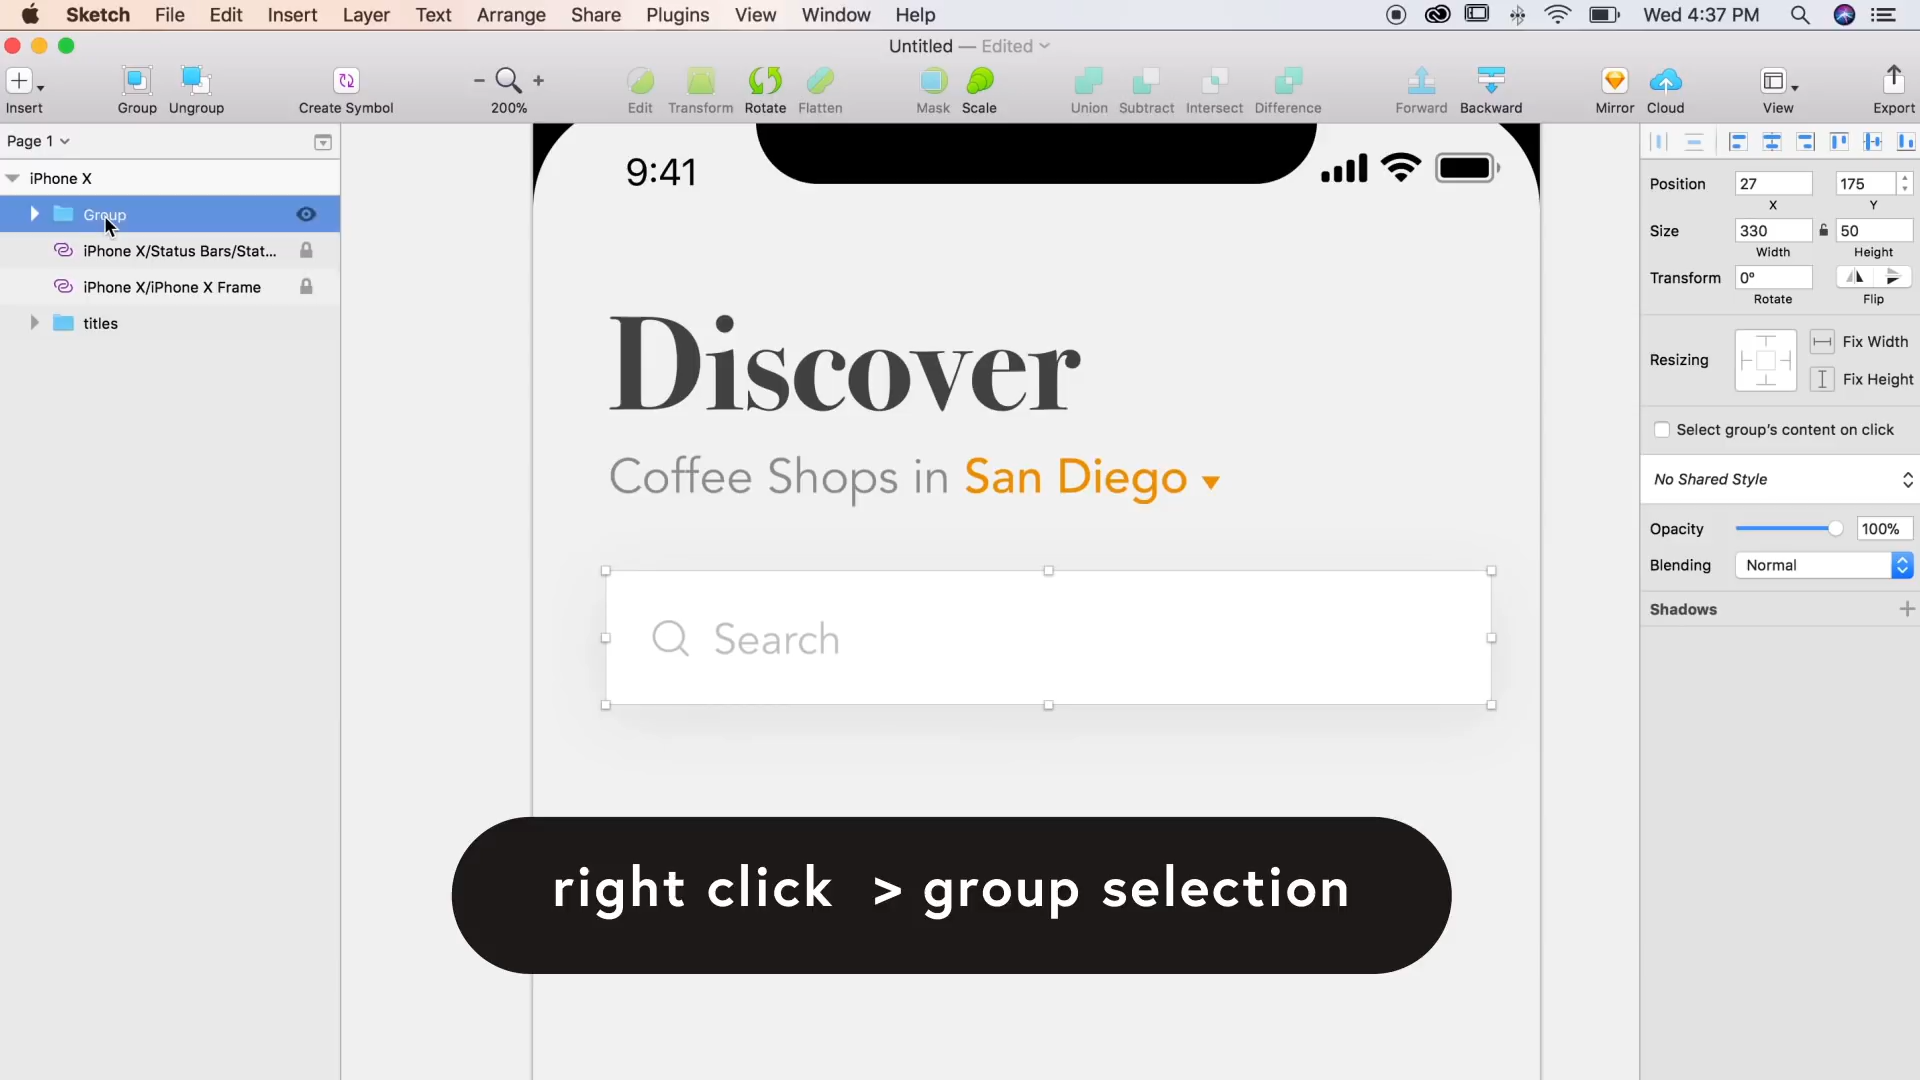 Sketch File Edit Insert Layer Text Arrange Share Plugins View Window Help Wed 4:37 PM
Untitled — Edited
Insert Group Ungroup Create Symbol 200% Edit Transform Rotate Flatten Mask Scale Union Subtract Intersect Difference Forward Backward Mirror Cloud View Export
Page 1
iPhone X
Group
iPhone X/Status Bars/Stat...
iPhone X/iPhone X Frame
titles
9:41
Discover
Coffee Shops in San Diego
Search
right click > group selection
Position 27 175
X Y
Size 330 50
Width Height
Transform 0°
Rotate Flip
Resizing Fix Width
Fix Height
Select group's content on click
No Shared Style
Opacity 100%
Blending Normal
Shadows